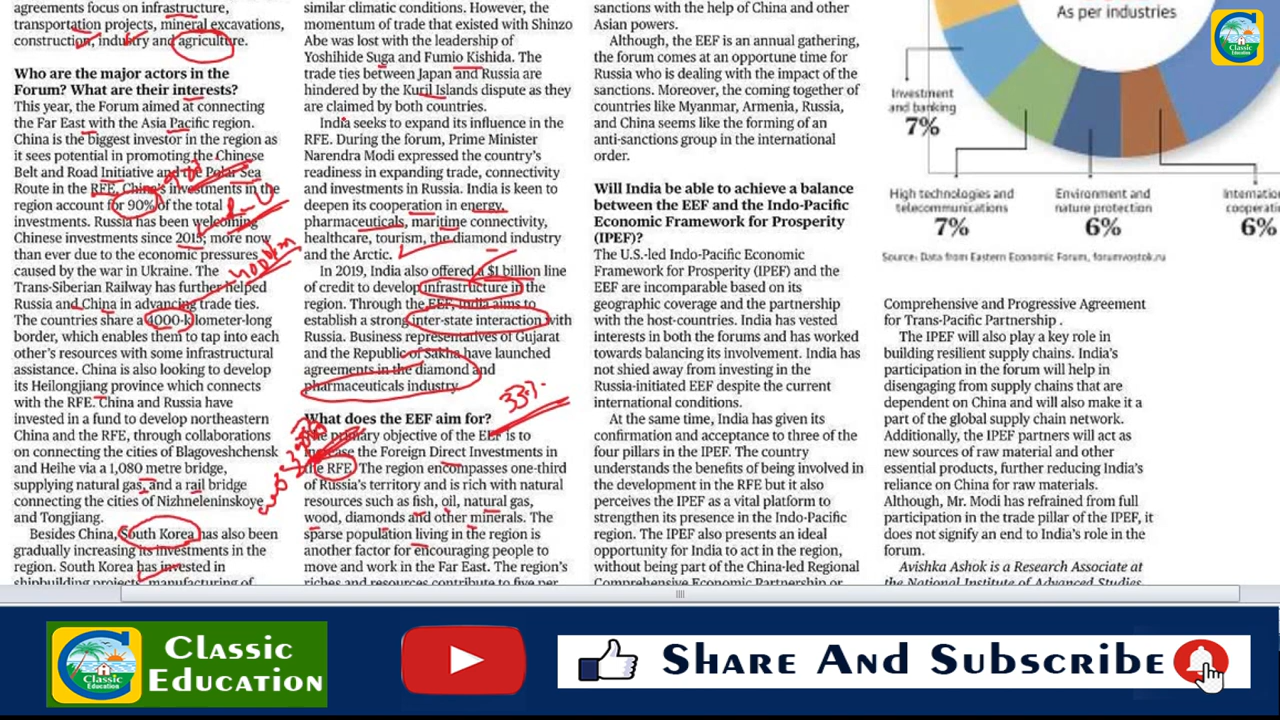 agreements focus on infrastructure,
transportation projects, mineral excavations,
construction, industry and agriculture.
Who are the major actors in the
Forum? What are their interests?
This year, the Forum aimed at connecting
the Far East with the Asia Pacific region.
China is the biggest investor in the region as
it sees potential in promoting the Chinese
Belt and Road Initiative and the Polar Sea
Route in the RFE. China's investments in the
region account for 90% of the total
investments. Russia has been welcoming
Chinese investments since 2015; more now
than ever due to the economic pressures
caused by the war in Ukraine. The
Trans-Siberian Railway has further helped
Russia and China in advancing trade ties.
The countries share a 4000-kilometer-long
border, which enables them to tap into each
other's resources with some infrastructural
assistance. China is also looking to develop
its Heilongjiang province which connects
with the RFE. China and Russia have
invested in a fund to develop northeastern
China and the RFE, through collaborations
on connecting the cities of Blagoveshchensk
and Heihe via a 1,080 metre bridge,
supplying natural gas, and a rail bridge
connecting the cities of Nizhneleninskoye
and Tongjiang.
Besides China, South Korea has also been
gradually increasing its investments in the
region. South Korea has invested in
shipbuilding projects, manufacturing of
similar climatic conditions. However, the
momentum of trade that existed with Shinzo
Abe was lost with the leadership of
Yoshihide Suga and Fumio Kishida. The
trade ties between Japan and Russia are
hindered by the Kuril Islands dispute as they
are claimed by both countries.
India seeks to expand its influence in the
RFE. During the forum, Prime Minister
Narendra Modi expressed the country's
readiness in expanding trade, connectivity
and investments in Russia. India is keen to
deepen its cooperation in energy,
pharmaceuticals, maritime connectivity,
healthcare, tourism, the diamond industry
and the Arctic.
In 2019, India also offered a $1 billion line
of credit to develop infrastructure in the
region. Through the EEF, India aims to
establish a strong inter-state interaction with
Russia. Business representatives of Gujarat
and the Republic of Sakha have launched
agreements in the diamond and
pharmaceuticals industry.
33%
What does the EEF aim for?
The primary objective of the EEF is to
increase the Foreign Direct Investments in
the RFE. The region encompasses one-third
of Russia's territory and is rich with natural
resources such as fish, oil, natural gas,
wood, diamonds and other minerals. The
sparse population living in the region is
another factor for encouraging people to
move and work in the Far East. The region's
riches and resources contribute to five per
sanctions with the help of China and other
Asian powers.
Although, the EEF is an annual gathering,
the forum comes at an opportune time for
Russia who is dealing with the impact of the
sanctions. Moreover, the coming together of
countries like Myanmar, Armenia, Russia,
and China seems like the forming of an
anti-sanctions group in the international
order.
Will India be able to achieve a balance
between the EEF and the Indo-Pacific
Economic Framework for Prosperity
(IPEF)?
The U.S.-led Indo-Pacific Economic
Framework for Prosperity (IPEF) and the
EEF are incomparable based on its
geographic coverage and the partnership
with the host-countries. India has vested
interests in both the forums and has worked
towards balancing its involvement. India has
not shied away from investing in the
Russia-initiated EEF despite the current
international conditions.
At the same time, India has given its
confirmation and acceptance to three of the
four pillars in the IPEF. The country
understands the benefits of being involved in
the development in the RFE but it also
perceives the IPEF as a vital platform to
strengthen its presence in the Indo-Pacific
region. The IPEF also presents an ideal
opportunity for India to act in the region,
without being part of the China-led Regional
Comprehensive Economic Partnership or
As per industries
Classic
Education
Investment
and banking
7%
High technologies and
telecommunications
7%
Environment and
nature protection
6%
Internation
cooperati
6%
Source: Data from Eastern Economic Forum, forumvostok.ru
Comprehensive and Progressive Agreement
for Trans-Pacific Partnership .
The IPEF will also play a key role in
building resilient supply chains. India's
participation in the forum will help in
disengaging from supply chains that are
dependent on China and will also make it a
part of the global supply chain network.
Additionally, the IPEF partners will act as
new sources of raw material and other
essential products, further reducing India's
reliance on China for raw materials.
Although, Mr. Modi has refrained from full
participation in the trade pillar of the IPEF, it
does not signify an end to India's role in the
forum.
Avishka Ashok is a Research Associate at
the National Institute of Advanced Studies
Classic
Education
Classic
Education
Share And Subscribe